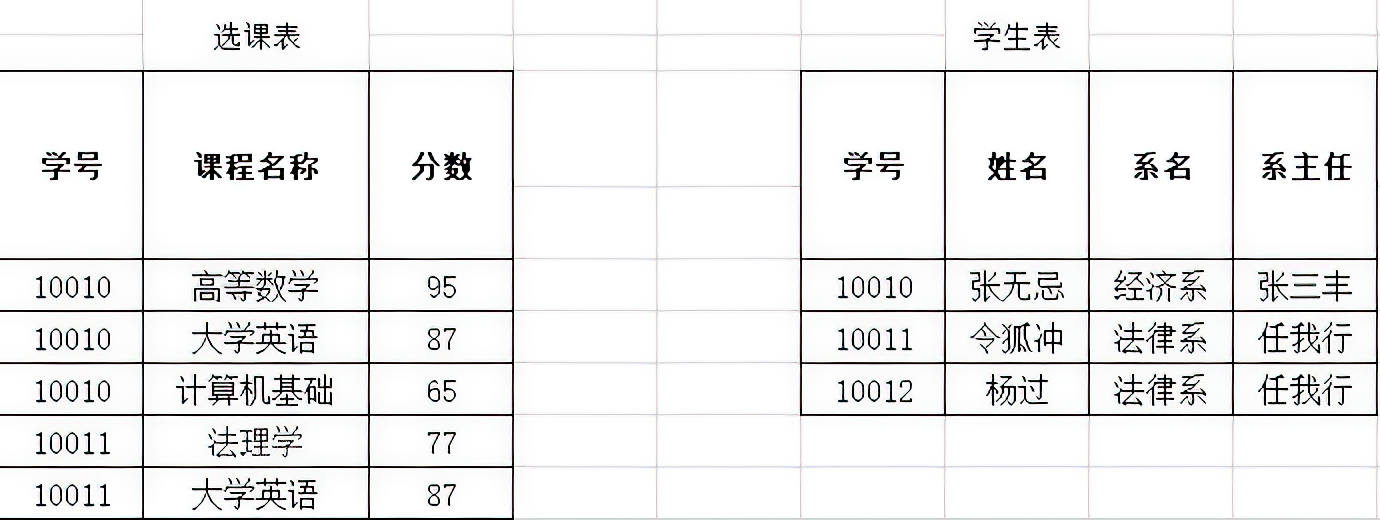 选课表 学生表
学号 课程名称 分数 学号 姓名 系名 系主任
10010 高等数学 95 10010 张无忌 经济系 张三丰
10010 大学英语 87 10011 令狐冲 法律系 任我行
10010 计算机基础 65 10012 杨过 法律系 任我行
10011 法理学 77
10011 大学英语 87